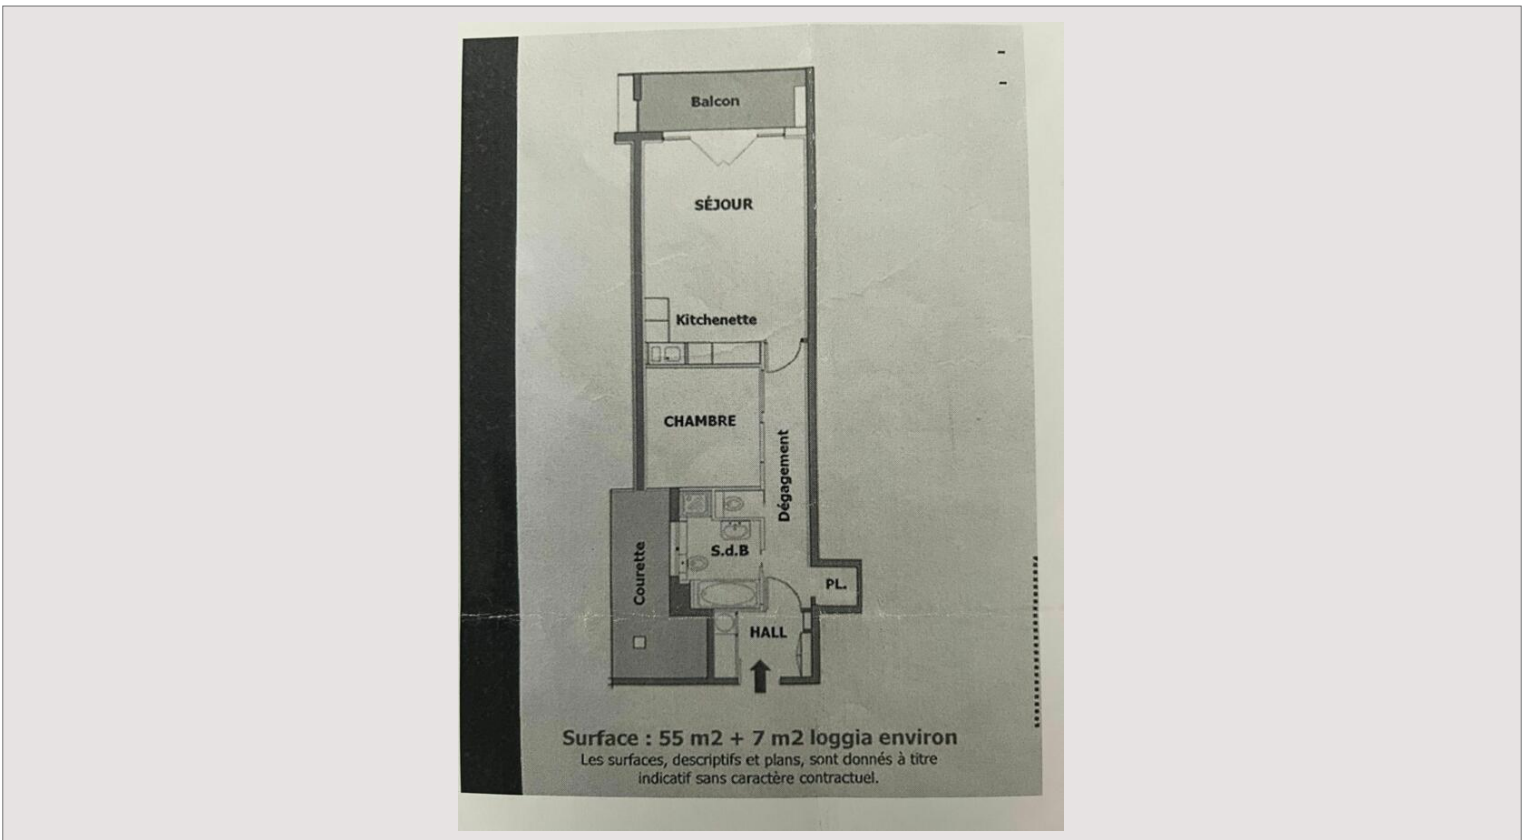 Balcon
SÉJOUR
Kitchenette
CHAMBRE
Dégagement
S.d.B
Courette
PL.
HALL
Surface : 55 m2 + 7 m2 loggia environ
Les surfaces, descriptifs et plans, sont donnés à titre
indicatif sans caractère contractuel.